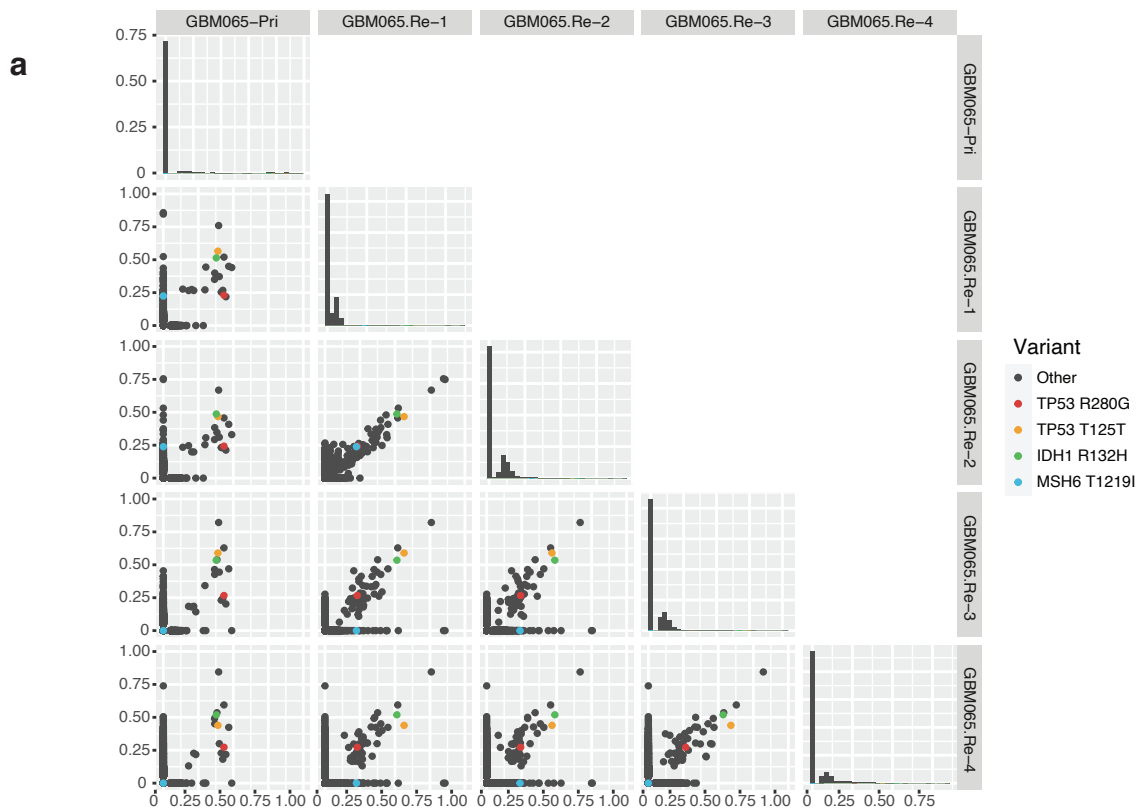 a
GBM065−Pri GBM065.Re−1 GBM065.Re−2 GBM065.Re−3 GBM065.Re−4
0.75
0.50
0.25
0
GBM065−Pri
1.00
0.75
0.50
0.25
0
GBM065.Re−1
1.00
0.75
0.50
0.25
0
GBM065.Re−2
1.00
0.75
0.50
0.25
0
GBM065.Re−3
1.00
0.75
0.50
0.25
0
GBM065.Re−4
0 0.25 0.50 0.75 1.00 0 0.25 0.50 0.75 1.00 0 0.25 0.50 0.75 1.00 0 0.25 0.50 0.75 1.00 0 0.25 0.50 0.75
Variant
Other
TP53 R280G
TP53 T125T
IDH1 R132H
MSH6 T1219I